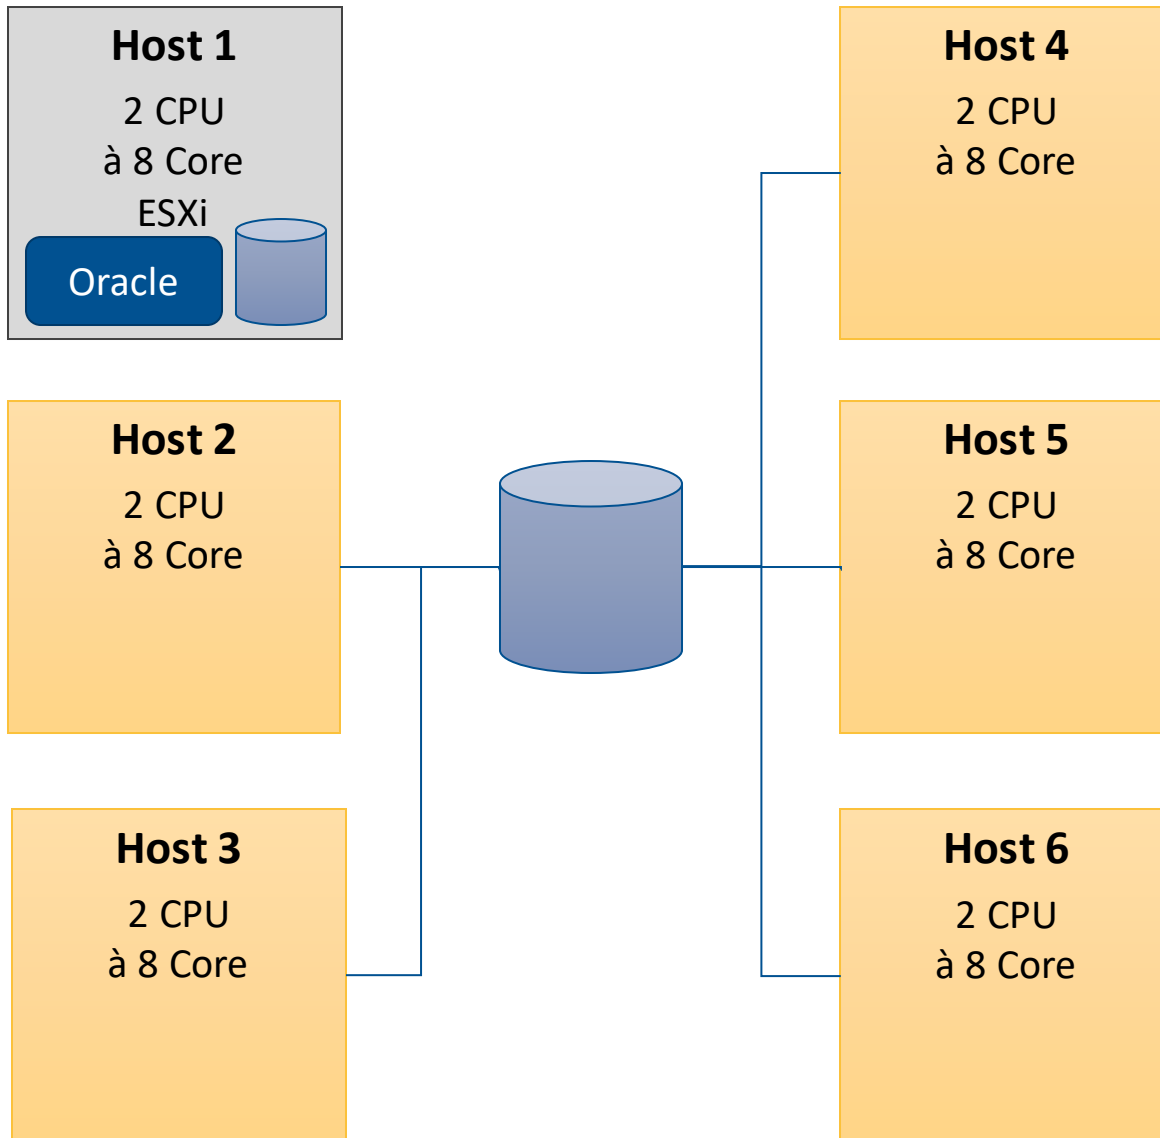 Host 1
2 CPU
à 8 Core
ESXi
Oracle
Host 4
2 CPU
à 8 Core
Host 2
2 CPU
à 8 Core
Host 5
2 CPU
à 8 Core
Host 3
2 CPU
à 8 Core
Host 6
2 CPU
à 8 Core